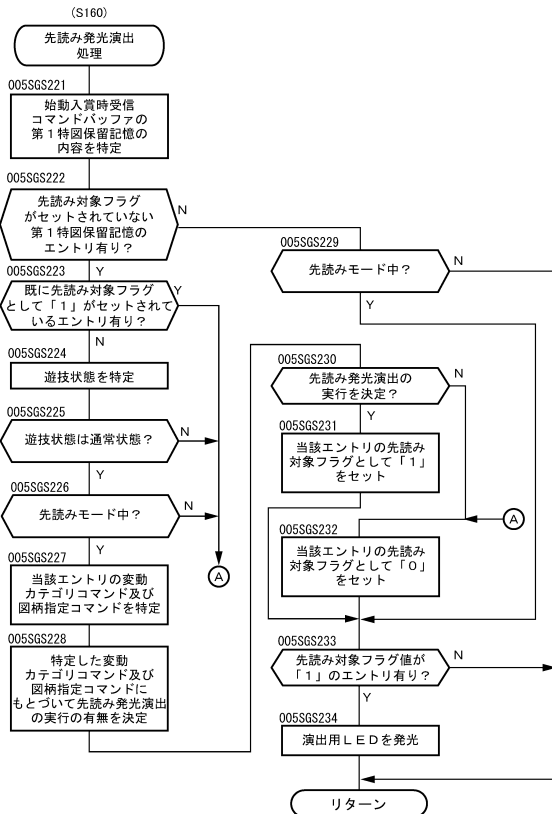 (S160)
先読み発光演出
処理
005SGS221
始動入賞時受信
コマンドバッファの
第１特図保留記憶の
内容を特定
005SGS222
先読み対象フラグ
がセットされていない
第１特図保留記憶の
エントリ有り？
N
Y
005SGS223
既に先読み対象フラグ
として「１」がセットされて
いるエントリ有り？
Y
N
005SGS224
遊技状態を特定
005SGS225
遊技状態は通常状態？
N
Y
005SGS226
先読みモード中？
N
Y
A
005SGS227
当該エントリの変動
カテゴリコマンド及び
図柄指定コマンドを特定
005SGS228
特定した変動
カテゴリコマンド及び
図柄指定コマンドに
もとづいて先読み発光演出
の実行の有無を決定
005SGS229
先読みモード中？
N
Y
005SGS230
先読み発光演出の
実行を決定？
N
Y
005SGS231
当該エントリの先読み
対象フラグとして「１」
をセット
A
005SGS232
当該エントリの先読み
対象フラグとして「０」
をセット
005SGS233
先読み対象フラグ値が
「１」のエントリ有り？
N
Y
005SGS234
演出用ＬＥＤを発光
リターン